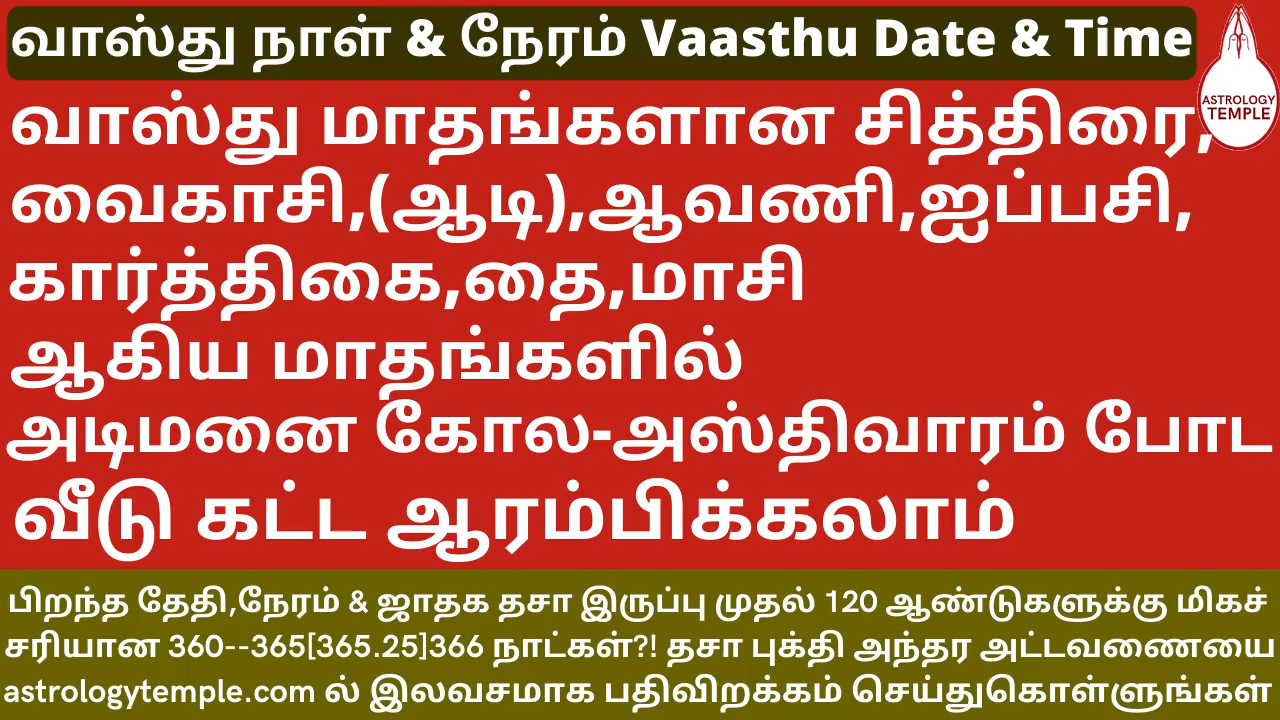 வாஸ்து நாள் & நேரம் Vaasthu Date & Time
ASTROLOGY
TEMPLE
வாஸ்து மாதங்களான சித்திரை,
வைகாசி,(ஆடி),ஆவணி,ஐப்பசி,
கார்த்திகை,தை,மாசி
ஆகிய மாதங்களில்
அடிமனை கோல-அஸ்திவாரம் போட
வீடு கட்ட ஆரம்பிக்கலாம்
பிறந்த தேதி,நேரம் & ஜாதக தசா இருப்பு முதல் 120 ஆண்டுகளுக்கு மிகச்
சரியான 360--365[365.25]366 நாட்கள்?! தசா புக்தி அந்தர அட்டவணையை
astrologytemple.com ல் இலவசமாக பதிவிறக்கம் செய்துகொள்ளுங்கள்